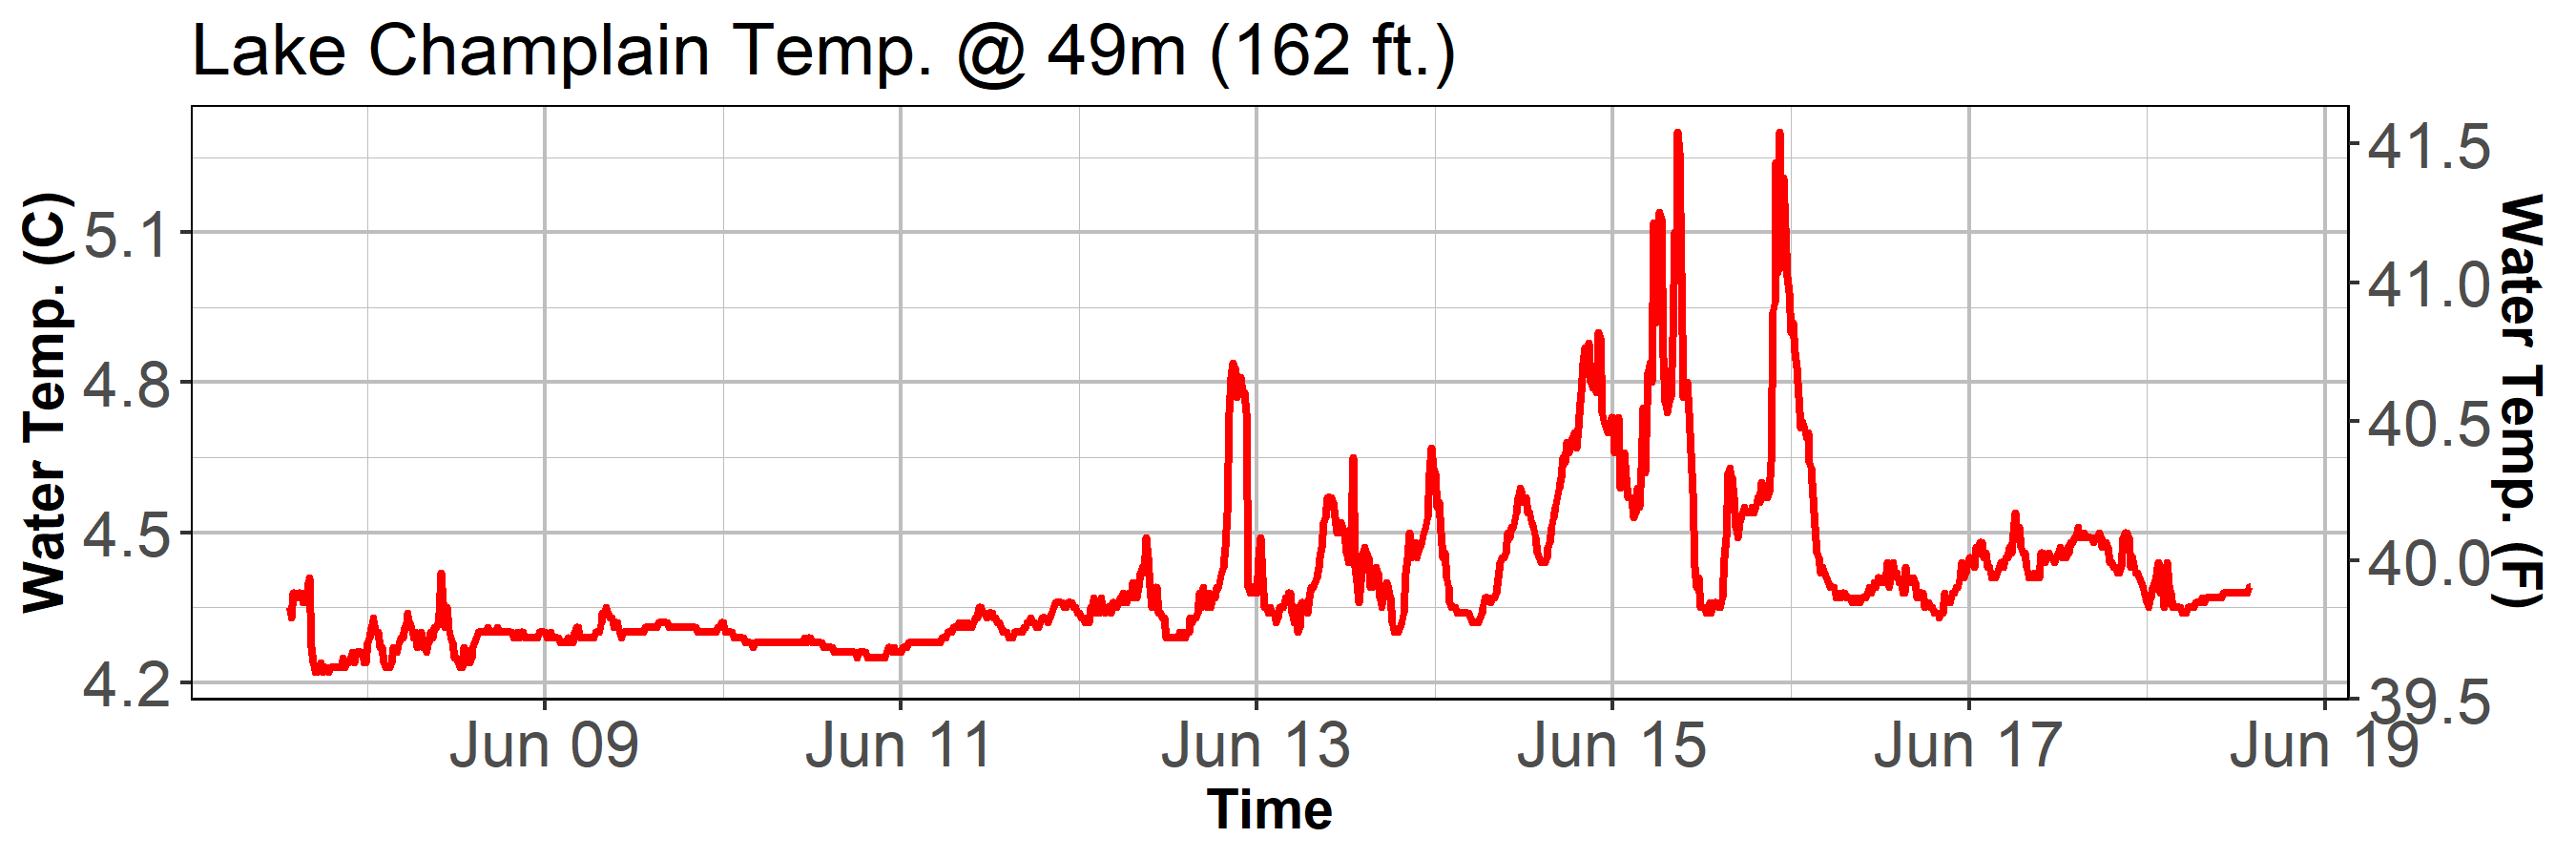 Lake Champlain Temp. @ 49m (162 ft.)
Water Temp. (C)
5.1
4.8
4.5
4.2
41.5
41.0
40.5
40.0
39.5
Water Temp. (F)
Jun 09 Jun 11 Jun 13 Jun 15 Jun 17 Jun 19
Time